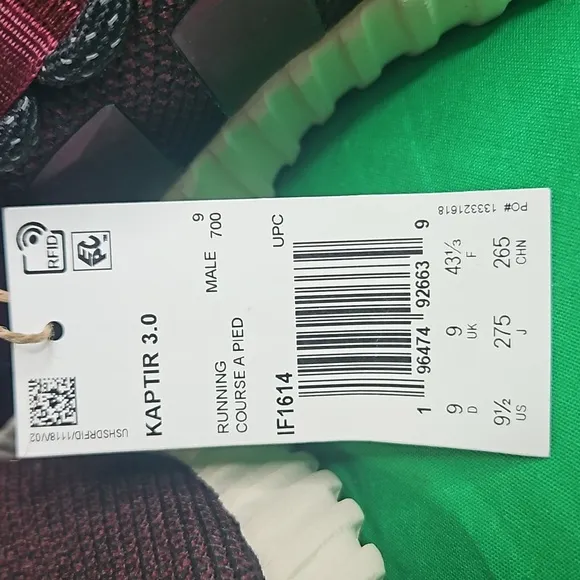 RFID
EPC™
USHSDRFID/1118/V02
KAPTIR 3.0
RUNNING MALE 9
COURSE A PIED 700
IF1614 UPC
1 96474 92663 9
9 9 43⅓
D UK F
9½ 275 265
US J CHN
PO# 133321618